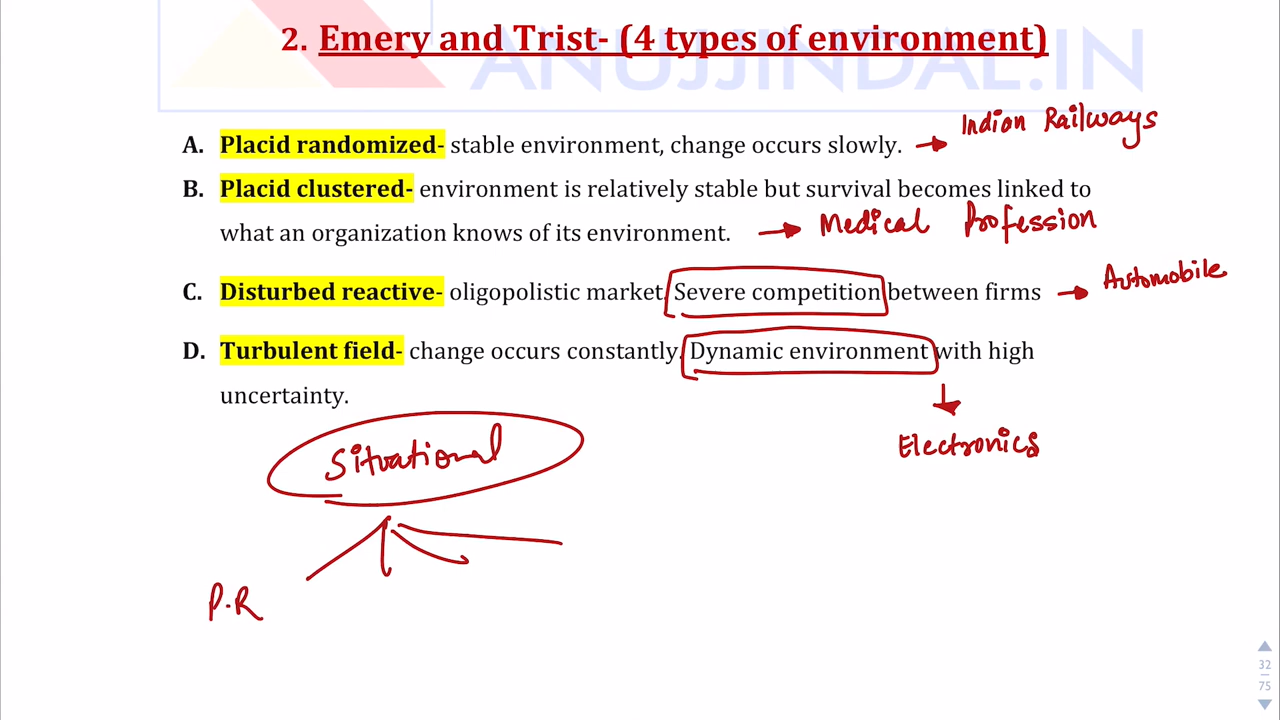 2. Emery and Trist- (4 types of environment)
ANUJJINDAL.IN
A. Placid randomized- stable environment, change occurs slowly. → Indian Railways
B. Placid clustered- environment is relatively stable but survival becomes linked to
what an organization knows of its environment. → Medical Profession
C. Disturbed reactive- oligopolistic market. Severe competition between firms → Automobile
D. Turbulent field- change occurs constantly. Dynamic environment with high
uncertainty.
Electronics
Situational
P.R
32
75